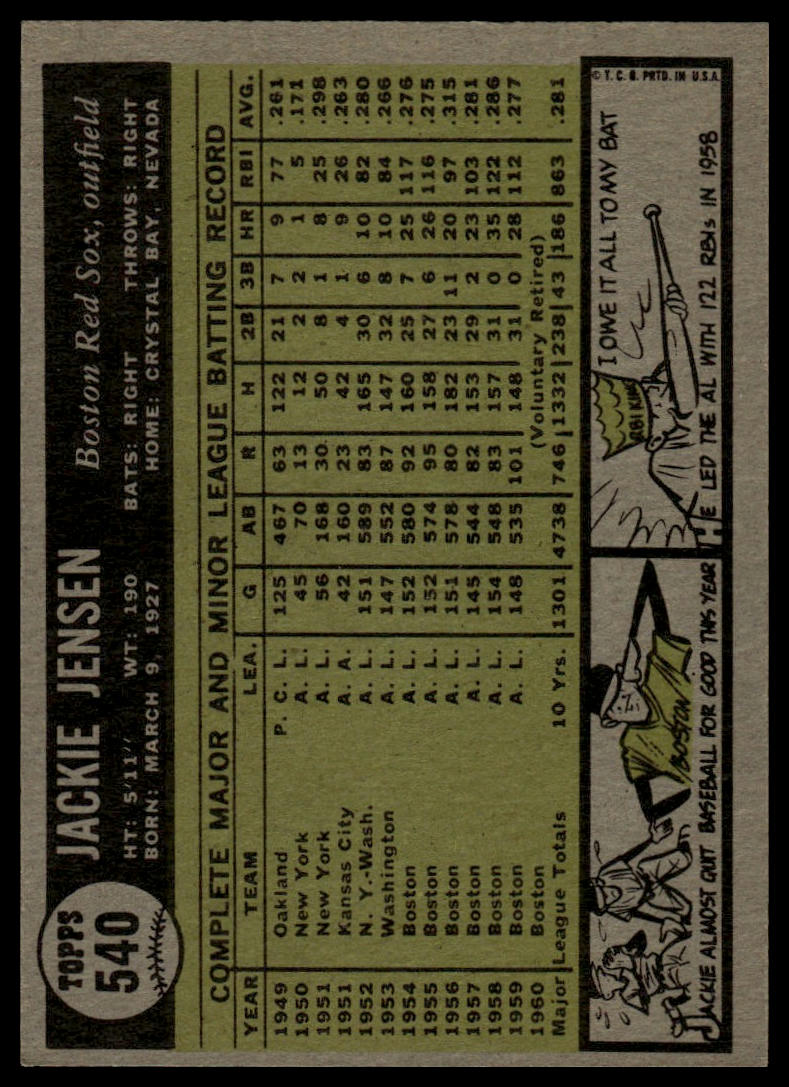 TOPPS
540
JACKIE JENSEN Boston Red Sox, outfield
HT: 5'11" WT: 190 BATS: RIGHT THROWS: RIGHT
BORN: MARCH 9, 1927 HOME: CRYSTAL BAY, NEVADA
COMPLETE MAJOR AND MINOR LEAGUE BATTING RECORD
YEAR TEAM LEA. G AB R H 2B 3B HR RBI AVG.
1949 Oakland P. C. L. 125 467 63 122 21 7 9 77 .261
1950 New York A. L. 45 70 13 12 2 2 1 5 .171
1951 New York A. L. 56 168 30 50 8 1 8 25 .298
1951 Kansas City A. A. 42 160 23 42 4 1 9 26 .263
1952 N. Y.-Wash. A. L. 151 589 83 165 30 6 10 82 .280
1953 Washington A. L. 147 552 87 147 32 8 10 84 .266
1954 Boston A. L. 152 580 92 160 25 7 25 117 .276
1955 Boston A. L. 152 574 95 158 27 6 26 116 .275
1956 Boston A. L. 151 578 80 182 23 11 20 97 .315
1957 Boston A. L. 145 544 82 153 29 2 23 103 .281
1958 Boston A. L. 154 548 83 157 31 0 35 122 .286
1959 Boston A. L. 148 535 101 148 31 0 28 112 .277
1960 Boston (Voluntary Retired)
Major League Totals 10 Yrs. 1301 4738 746 1332 238 43 186 863 .281
BOSTON
JACKIE ALMOST QUIT BASEBALL FOR GOOD THIS YEAR
© T. C. G. PRTD. IN U.S.A.
I OWE IT ALL TO MY BAT
RBI KING
HE LED THE AL WITH 122 RBIs IN 1958